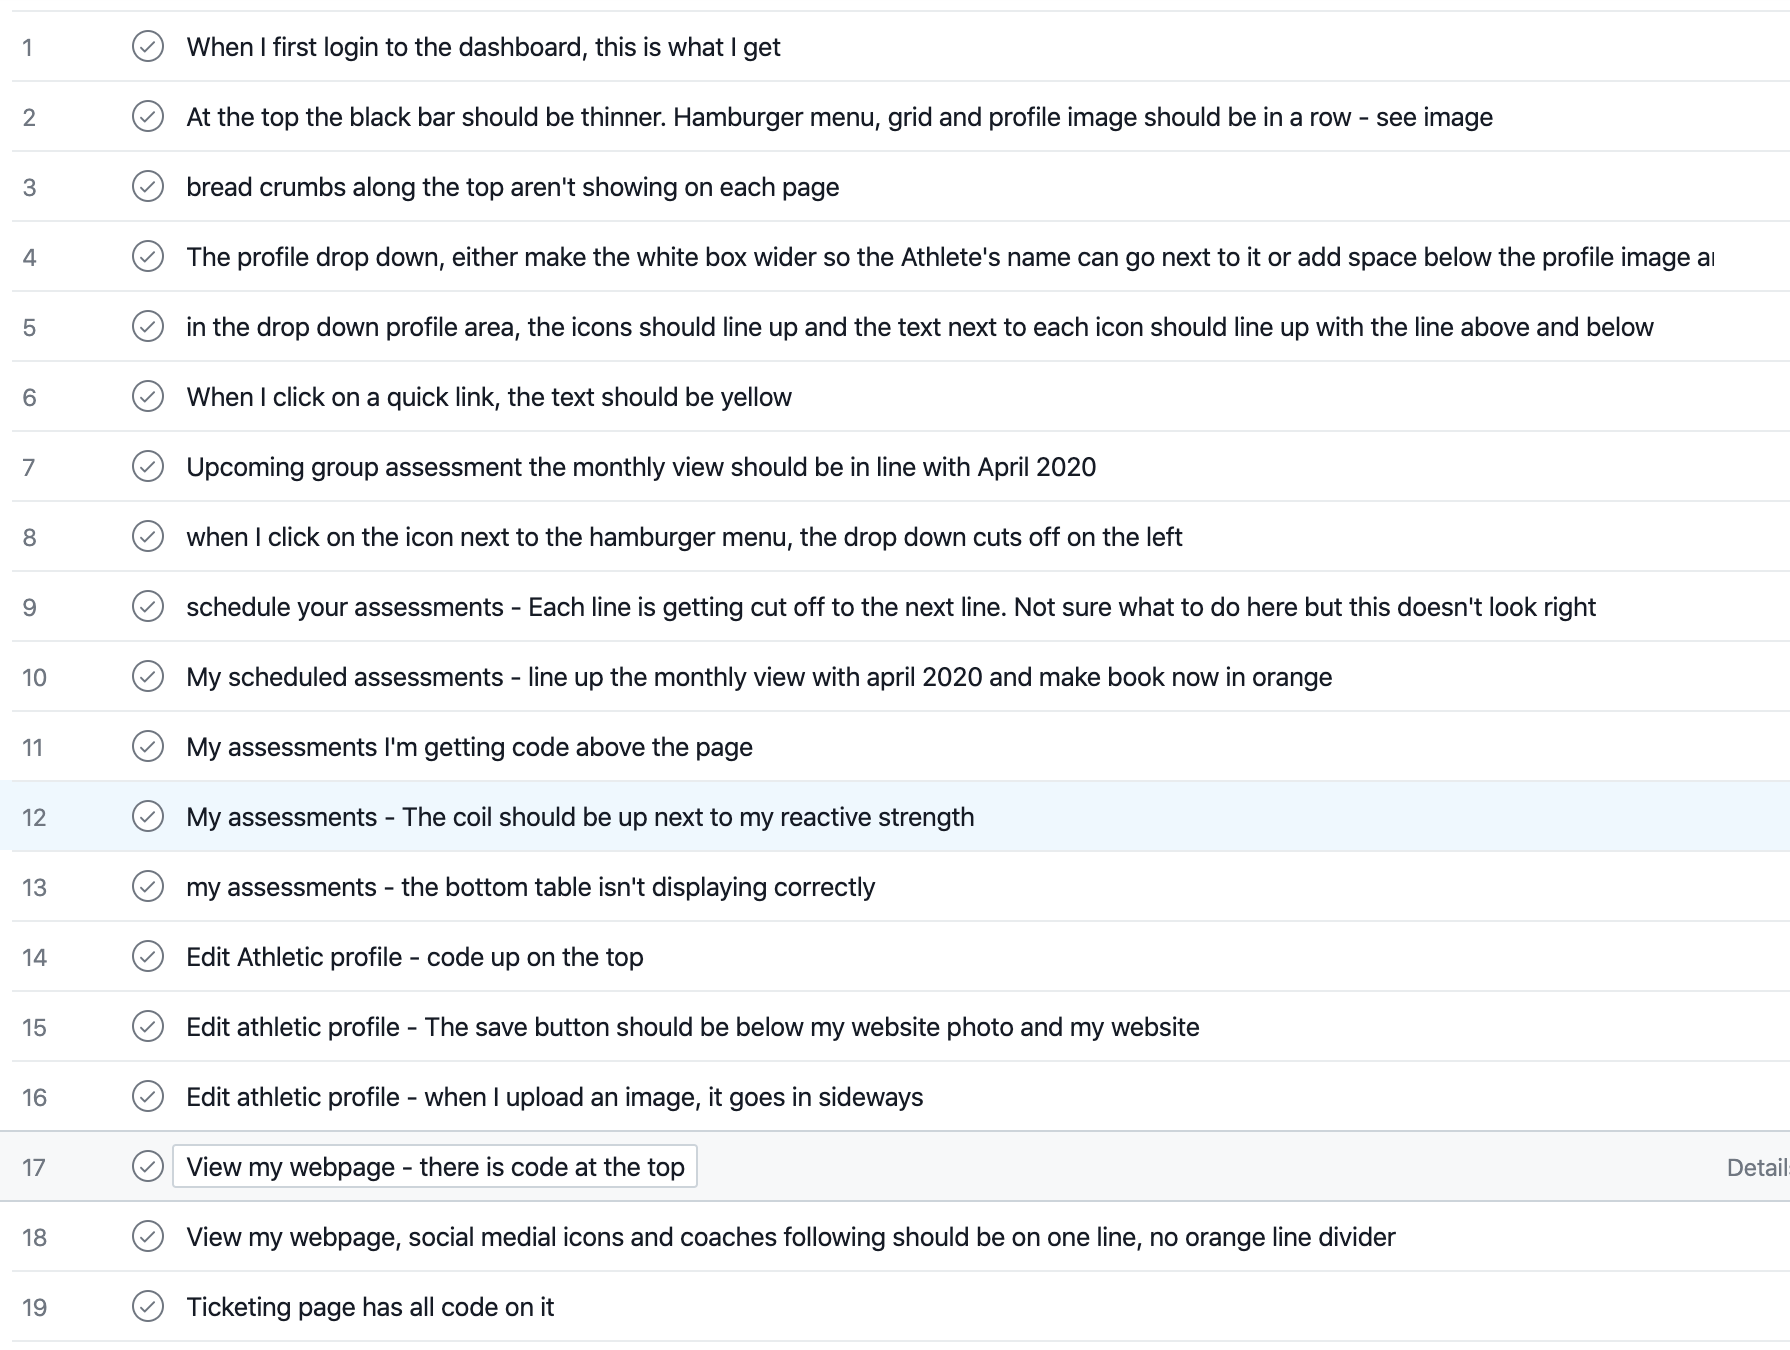 1 When I first login to the dashboard, this is what I get
2 At the top the black bar should be thinner. Hamburger menu, grid and profile image should be in a row - see image
3 bread crumbs along the top aren't showing on each page
4 The profile drop down, either make the white box wider so the Athlete's name can go next to it or add space below the profile image
5 in the drop down profile area, the icons should line up and the text next to each icon should line up with the line above and below
6 When I click on a quick link, the text should be yellow
7 Upcoming group assessment the monthly view should be in line with April 2020
8 when I click on the icon next to the hamburger menu, the drop down cuts off on the left
9 schedule your assessments - Each line is getting cut off to the next line. Not sure what to do here but this doesn't look right
10 My scheduled assessments - line up the monthly view with april 2020 and make book now in orange
11 My assessments I'm getting code above the page
12 My assessments - The coil should be up next to my reactive strength
13 my assessments - the bottom table isn't displaying correctly
14 Edit Athletic profile - code up on the top
15 Edit athletic profile - The save button should be below my website photo and my website
16 Edit athletic profile - when I upload an image, it goes in sideways
17 View my webpage - there is code at the top Detail
18 View my webpage, social medial icons and coaches following should be on one line, no orange line divider
19 Ticketing page has all code on it